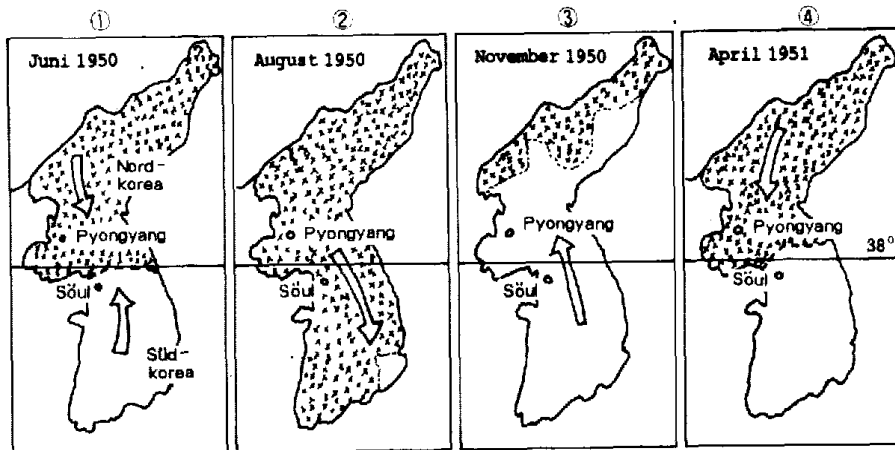 ①
②
③
④
Juni 1950
August 1950
November 1950
April 1951
Nord-
korea
Pyongyang
Pyongyang
Pyongyang
Pyongyang
38°
Söul
Söul
Söul
Söul
Süd-
korea